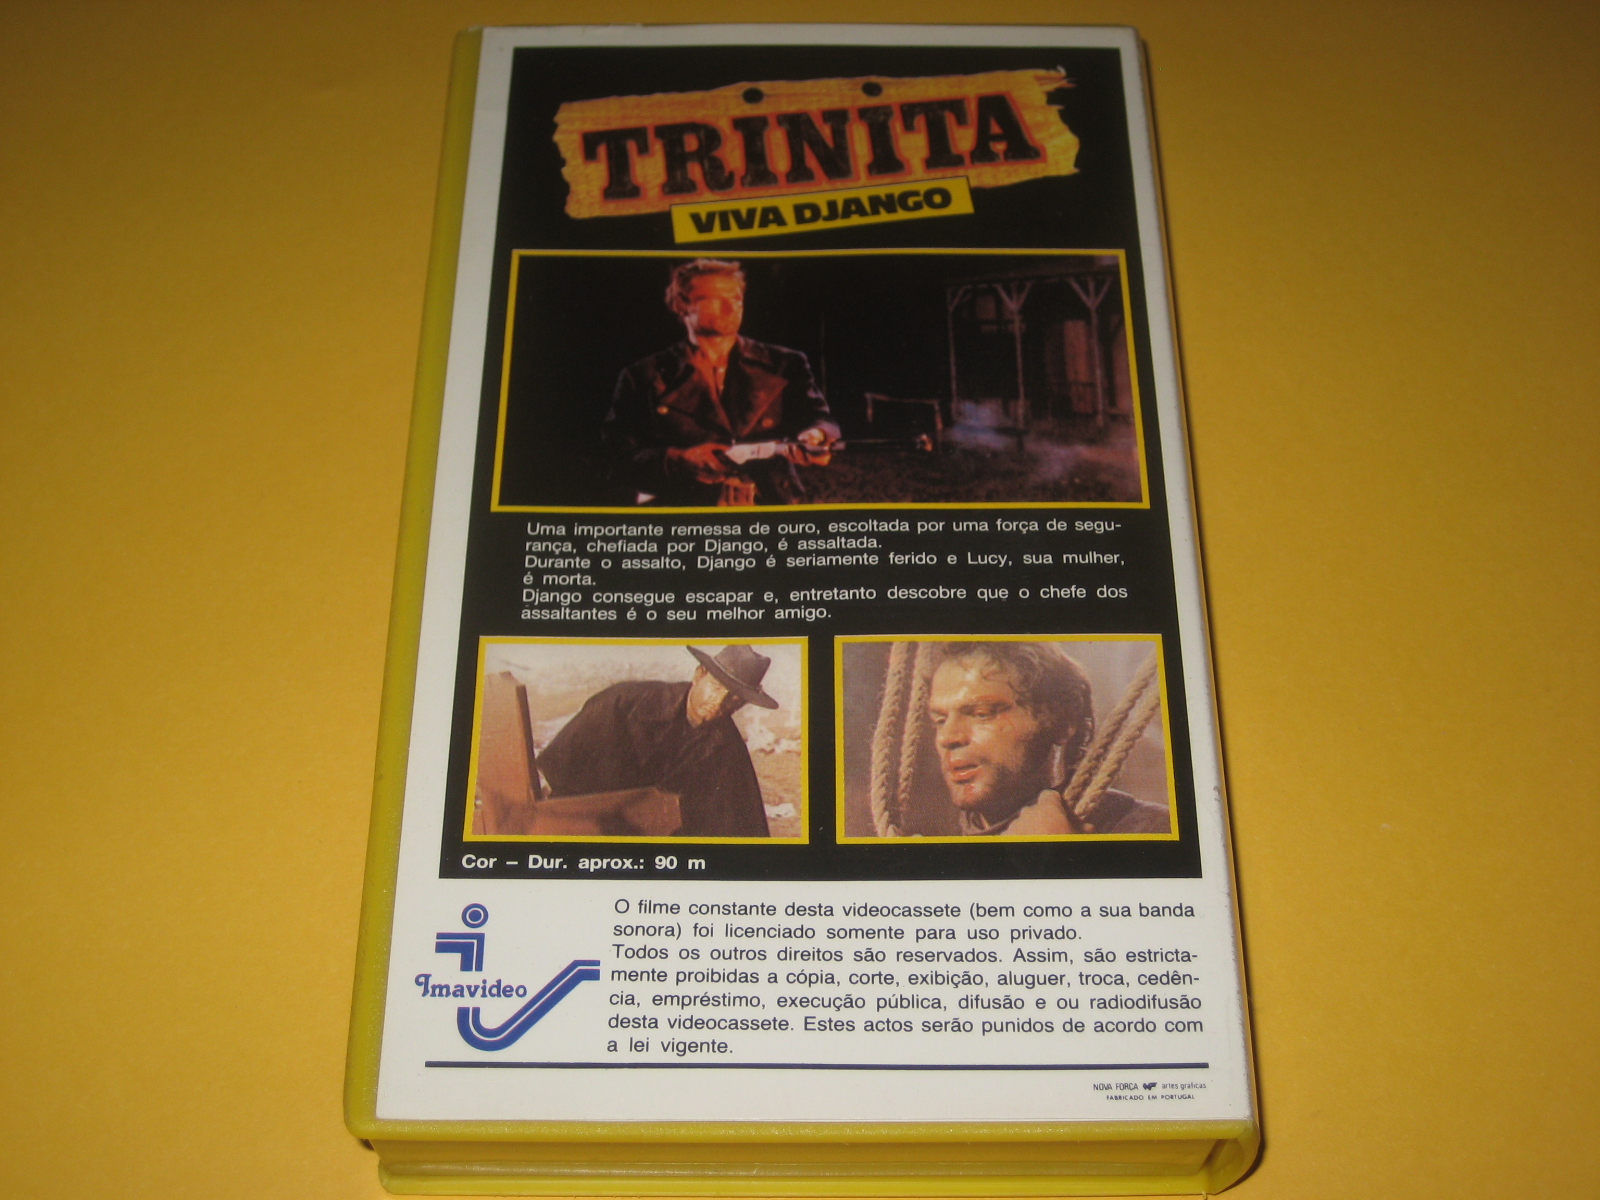 TRINITA
VIVA DJANGO
Uma importante remessa de ouro, escoltada por uma força de segu-
rança, chefiada por Django, é assaltada.
Durante o assalto, Django é seriamente ferido e Lucy, sua mulher,
é morta.
Django consegue escapar e, entretanto descobre que o chefe dos
assaltantes é o seu melhor amigo.
Cor – Dur. aprox.: 90 m
O filme constante desta videocassete (bem como a sua banda
sonora) foi licenciado somente para uso privado.
Todos os outros direitos são reservados. Assim, são estricta-
mente proibidas a cópia, corte, exibição, aluguer, troca, cedên-
cia, empréstimo, execução pública, difusão e ou radiodifusão
desta videocassete. Estes actos serão punidos de acordo com
a lei vigente.
Imavideo
NOVA FORÇA NF artes gráficas
FABRICADO EM PORTUGAL